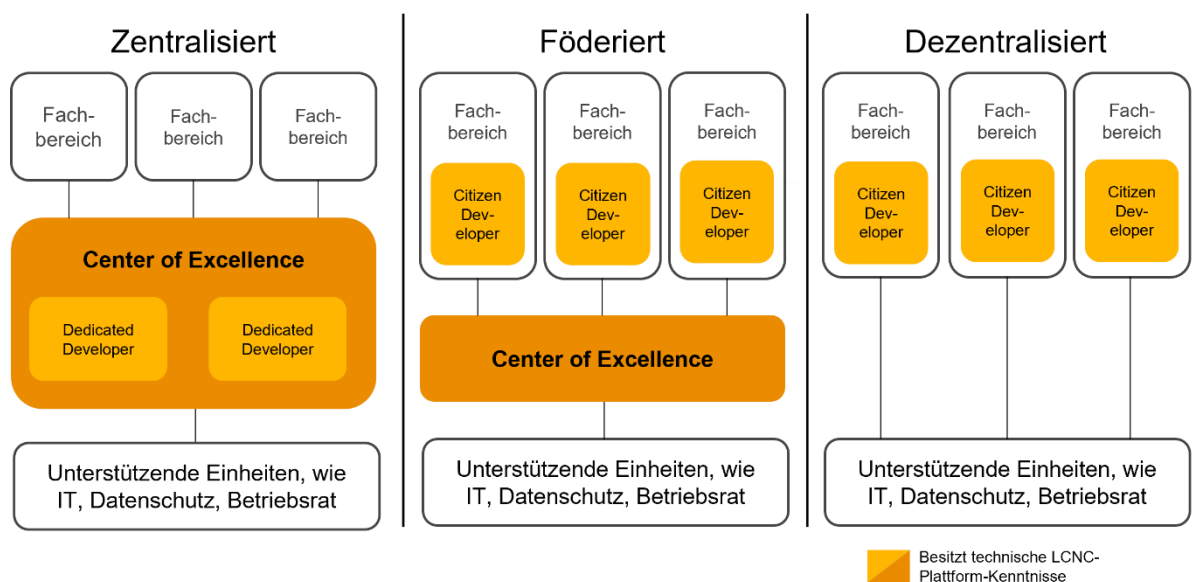 Zentralisiert
Fach-
bereich
Fach-
bereich
Fach-
bereich
Center of Excellence
Dedicated
Developer
Dedicated
Developer
Unterstützende Einheiten, wie
IT, Datenschutz, Betriebsrat
Föderiert
Fach-
bereich
Citizen
Dev-
eloper
Fach-
bereich
Citizen
Dev-
eloper
Fach-
bereich
Citizen
Dev-
eloper
Center of Excellence
Unterstützende Einheiten, wie
IT, Datenschutz, Betriebsrat
Dezentralisiert
Fach-
bereich
Citizen
Dev-
eloper
Fach-
bereich
Citizen
Dev-
eloper
Fach-
bereich
Citizen
Dev-
eloper
Unterstützende Einheiten, wie
IT, Datenschutz, Betriebsrat
Besitzt technische LCNC-
Plattform-Kenntnisse